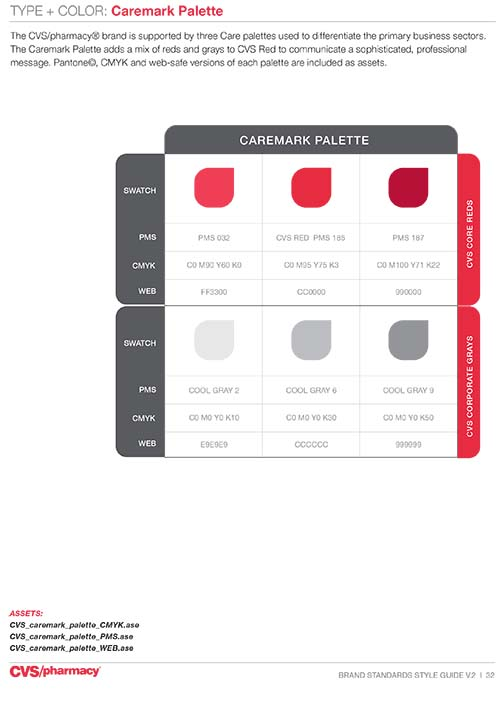 TYPE + COLOR: Caremark Palette
The CVS/pharmacy® brand is supported by three Care palettes used to differentiate the primary business sectors.
The Caremark Palette adds a mix of reds and grays to CVS Red to communicate a sophisticated, professional
message. Pantone©, CMYK and web-safe versions of each palette are included as assets.
CAREMARK PALETTE
SWATCH
PMS PMS 032 CVS RED PMS 185 PMS 187
CMYK C0 M90 Y60 K0 C0 M95 Y75 K3 C0 M100 Y71 K22
WEB FF3300 CC0000 990000
CVS CORE REDS
SWATCH
PMS COOL GRAY 2 COOL GRAY 6 COOL GRAY 9
CMYK C0 M0 Y0 K10 C0 M0 Y0 K30 C0 M0 Y0 K50
WEB E9E9E9 CCCCCC 999999
CVS CORPORATE GRAYS
ASSETS:
CVS_caremark_palette_CMYK.ase
CVS_caremark_palette_PMS.ase
CVS_caremark_palette_WEB.ase
CVS/pharmacy®
BRAND STANDARDS STYLE GUIDE V.2 | 32